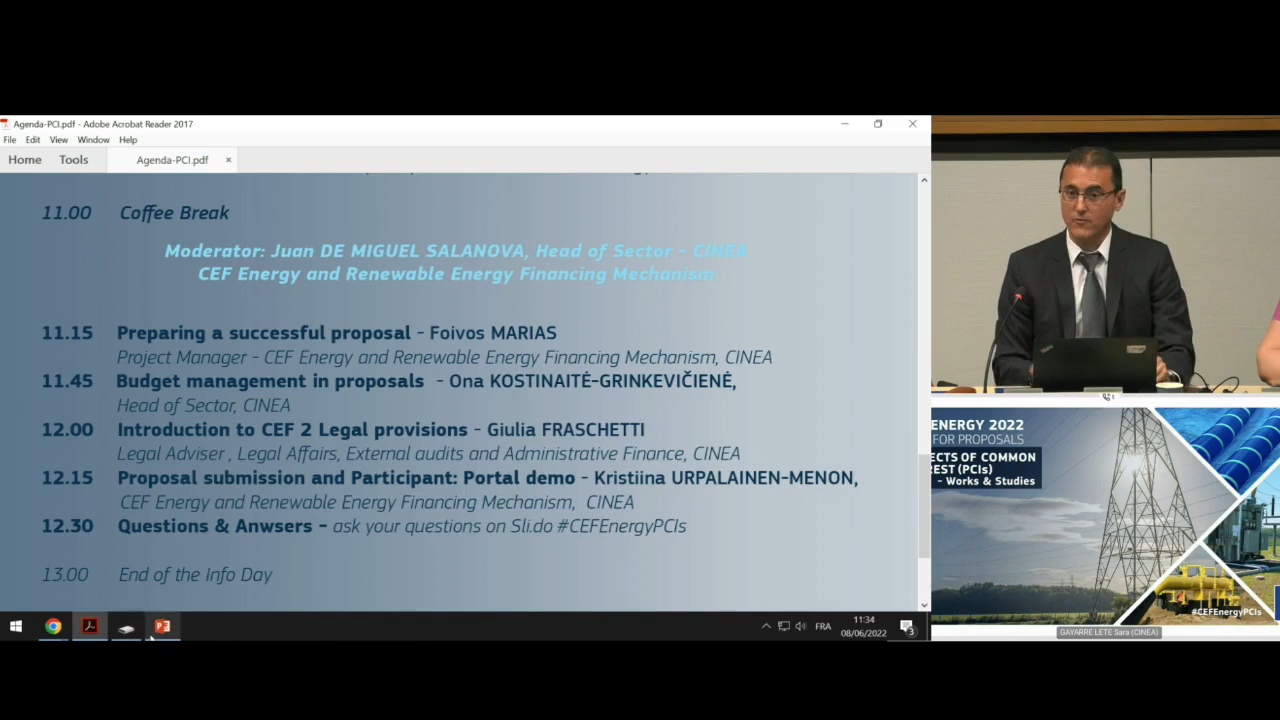 Agenda-PCI.pdf - Adobe Acrobat Reader 2017
File Edit View Window Help
Home Tools Agenda-PCI.pdf ×
11.00 Coffee Break
Moderator: Juan DE MIGUEL SALANOVA, Head of Sector - CINEA
CEF Energy and Renewable Energy Financing Mechanism
11.15 Preparing a successful proposal - Foivos MARIAS
Project Manager - CEF Energy and Renewable Energy Financing Mechanism, CINEA
11.45 Budget management in proposals - Ona KOSTINAITĖ-GRINKEVIČIENĖ,
Head of Sector, CINEA
12.00 Introduction to CEF 2 Legal provisions - Giulia FRASCHETTI
Legal Adviser , Legal Affairs, External audits and Administrative Finance, CINEA
12.15 Proposal submission and Participant: Portal demo - Kristiina URPALAINEN-MENON,
CEF Energy and Renewable Energy Financing Mechanism, CINEA
12.30 Questions & Anwsers – ask your questions on Sli.do #CEFEnergyPCIs
13.00 End of the Info Day
FRA
11:34
08/06/2022
3
ENERGY 2022
FOR PROPOSALS
ECTS OF COMMON
REST (PCIs)
- Works & Studies
#CEFEnergyPCIs
GAYARRE LETE Sara (CINEA)